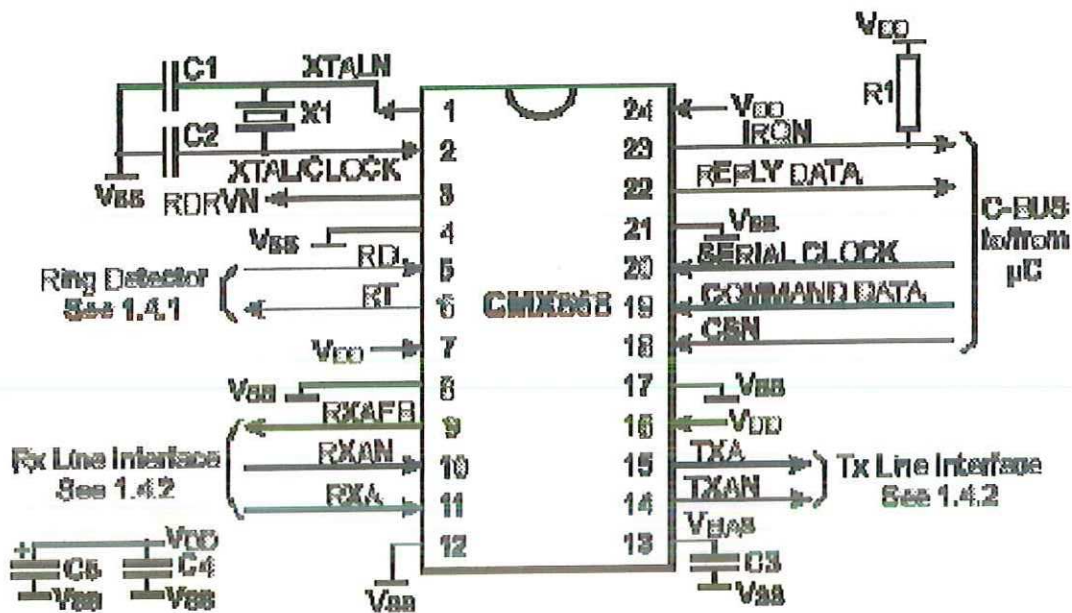 C1
XTALN
X1
C2
XTAL/CLOCK
VSS
RDRVN
VSS
RD
Ring Detector
See 1.4.1
RT
VDD
VSS
RXAFB
RXAN
Rx Line Interface
See 1.4.2
RXA
VDD
C5
C4
VSS
VSS
VSS
1
2
3
4
5
6
7
8
9
10
11
12
24
23
22
21
20
19
18
17
16
15
14
13
VDD
VDD
R1
IRQN
REPLY DATA
VSS
SERIAL CLOCK
COMMAND DATA
CSN
C-BUS
to/from
µC
VSS
VDD
TXA
TXAN
Tx Line Interface
See 1.4.2
VBIAS
C3
VSS